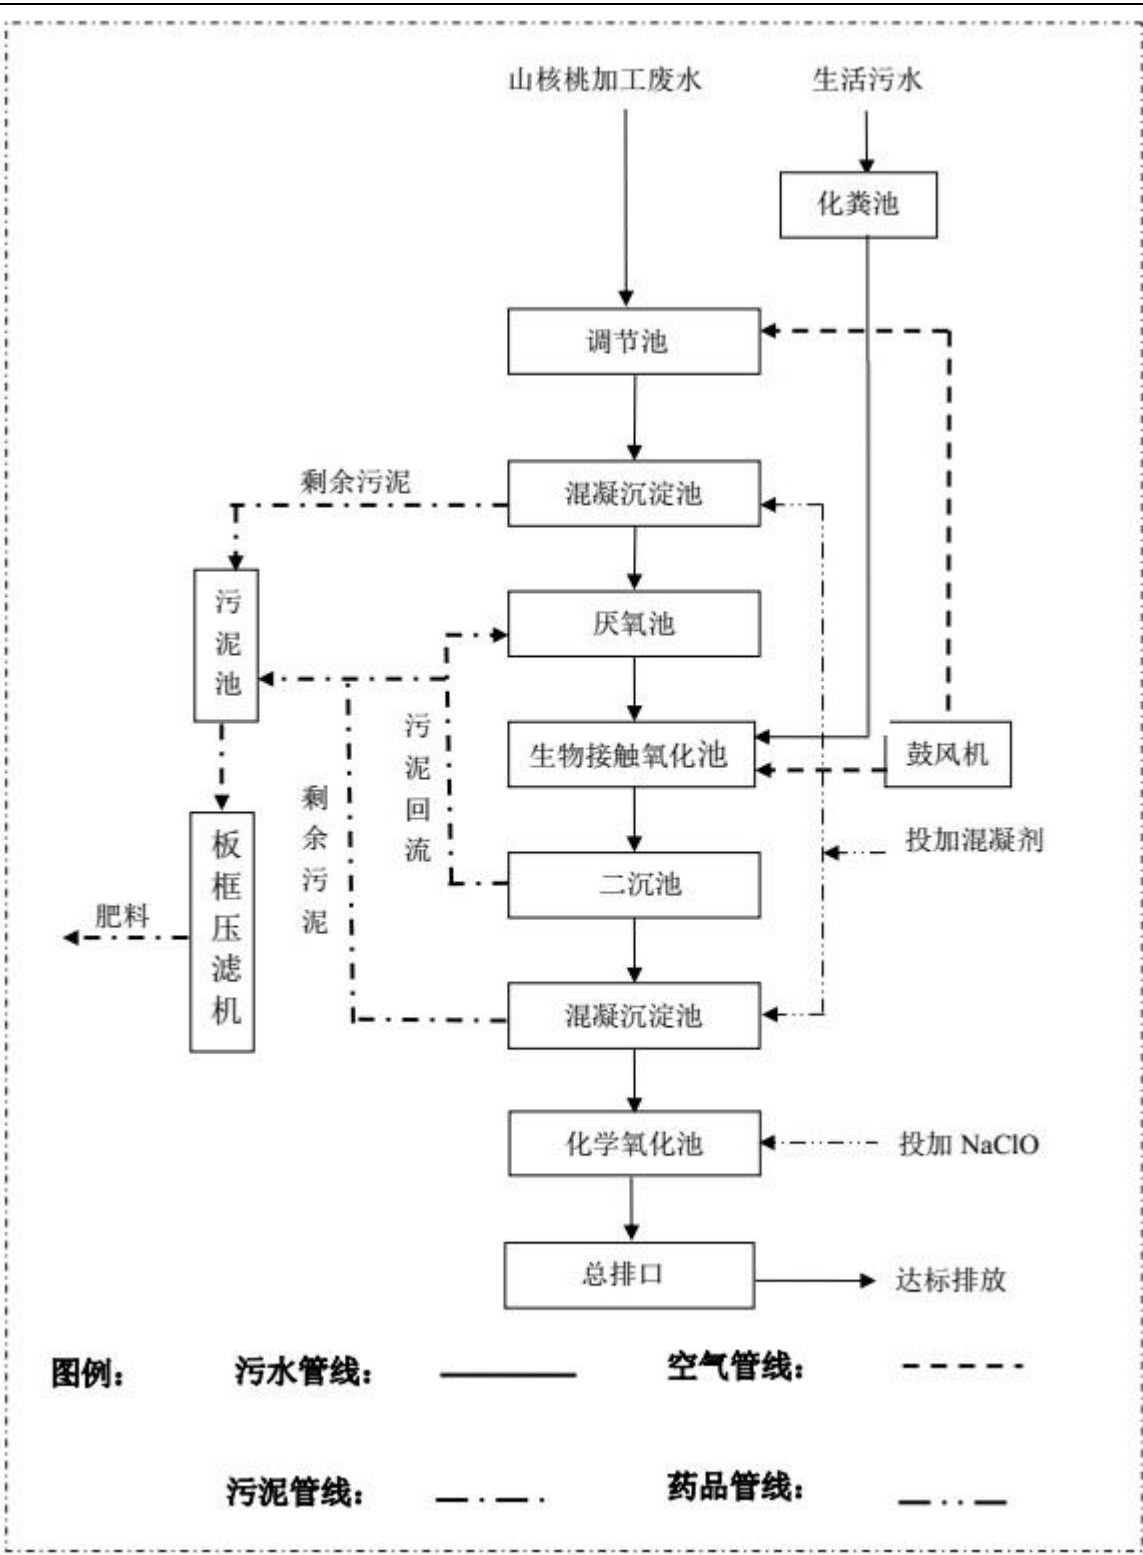 山核桃加工废水
生活污水
化粪池
调节池
剩余污泥
混凝沉淀池
污泥池
厌氧池
污泥回流
生物接触氧化池
鼓风机
剩余污泥
板框压滤机
投加混凝剂
二沉池
肥料
混凝沉淀池
化学氧化池
投加 NaClO
总排口
达标排放
图例：
污水管线：
空气管线：
污泥管线：
药品管线：